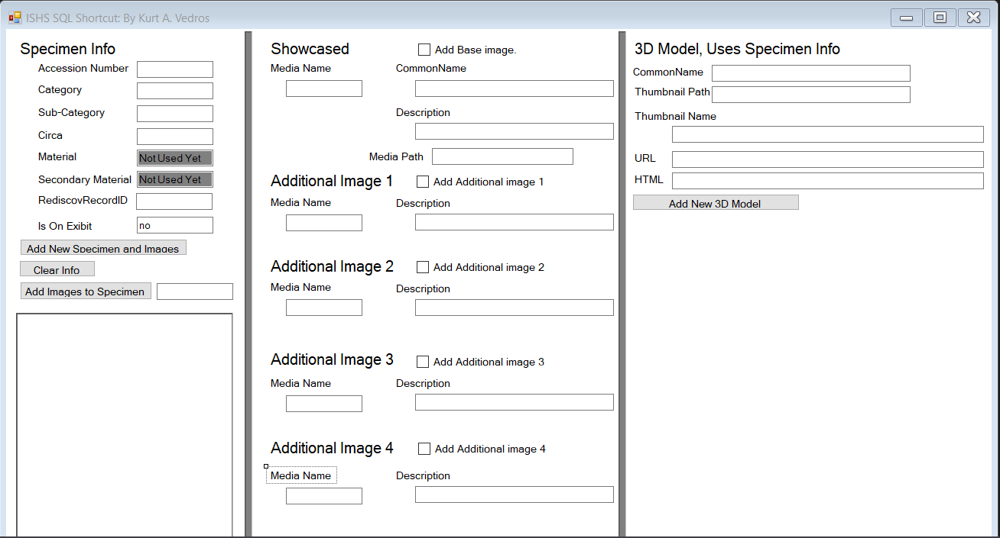 ISHS SQL Shortcut: By Kurt A. Vedros
Specimen Info
Accession Number
Category
Sub-Category
Circa
Material Not Used Yet
Secondary Material Not Used Yet
RediscovRecordID
Is On Exibit no
Add New Specimen and Images
Clear Info
Add Images to Specimen
Showcased Add Base image.
Media Name CommonName
Description
Media Path
Additional Image 1 Add Additional image 1
Media Name Description
Additional Image 2 Add Additional image 2
Media Name Description
Additional Image 3 Add Additional image 3
Media Name Description
Additional Image 4 Add Additional image 4
Media Name Description
3D Model, Uses Specimen Info
CommonName
Thumbnail Path
Thumbnail Name
URL
HTML
Add New 3D Model